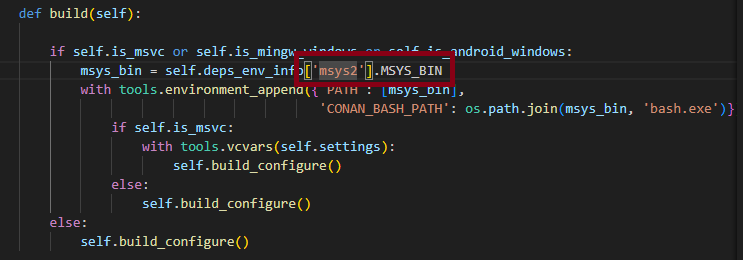 def build(self):
if self.is_msvc or self.is_mingw_windows or self.is_android_windows:
msys_bin = self.deps_env_info['msys2'].MSYS_BIN
with tools.environment_append({'PATH': [msys_bin],
'CONAN_BASH_PATH': os.path.join(msys_bin, 'bash.exe')}
if self.is_msvc:
with tools.vcvars(self.settings):
self.build_configure()
else:
self.build_configure()
else:
self.build_configure()